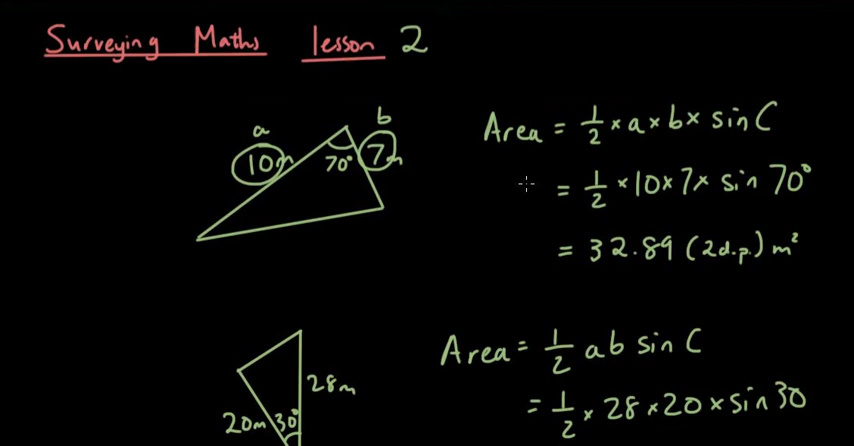 Surveying Maths lesson 2
a b
10m 70° 7m
Area = 1/2 × a × b × sin C
= 1/2 × 10 × 7 × sin 70°
= 32.89 (2d.p.) m²
28m
20m 30°
Area = 1/2 ab sin C
= 1/2 × 28 × 20 × sin 30